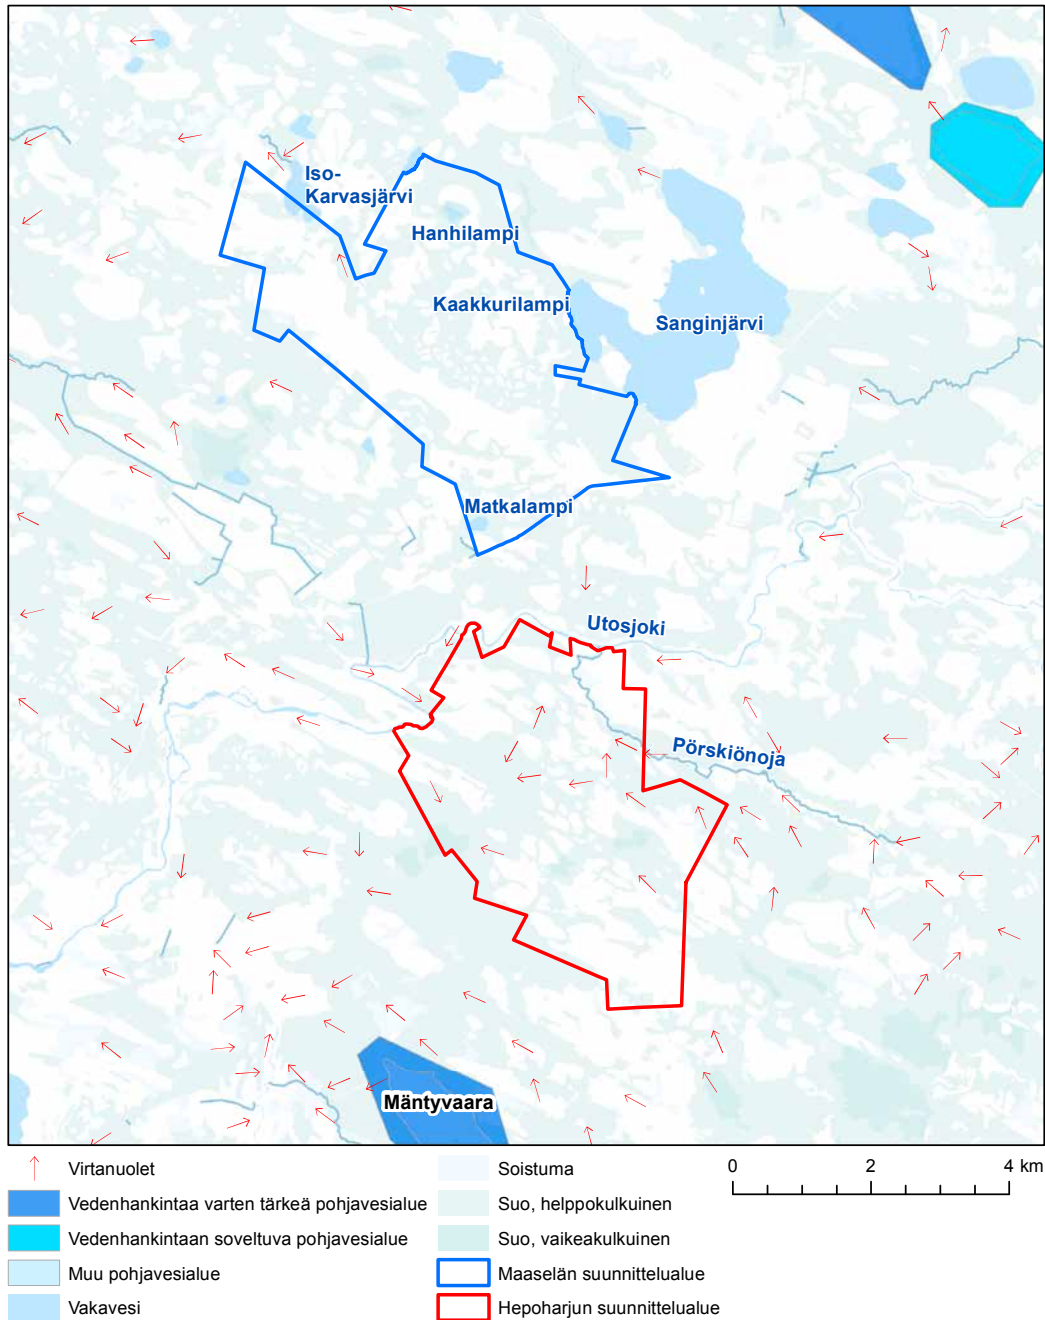 Iso-
Karvasjärvi
Hanhilampi
Kaakkurilampi
Sanginjärvi
Matkalampi
Utosjoki
Pörskiönoja
Mäntyvaara
Virtanuolet
Vedenhankintaa varten tärkeä pohjavesialue
Vedenhankintaan soveltuva pohjavesialue
Muu pohjavesialue
Vakavesi
Soistuma
Suo, helppokulkuinen
Suo, vaikeakulkuinen
Maaselän suunnittelualue
Hepoharjun suunnittelualue
0 2 4 km